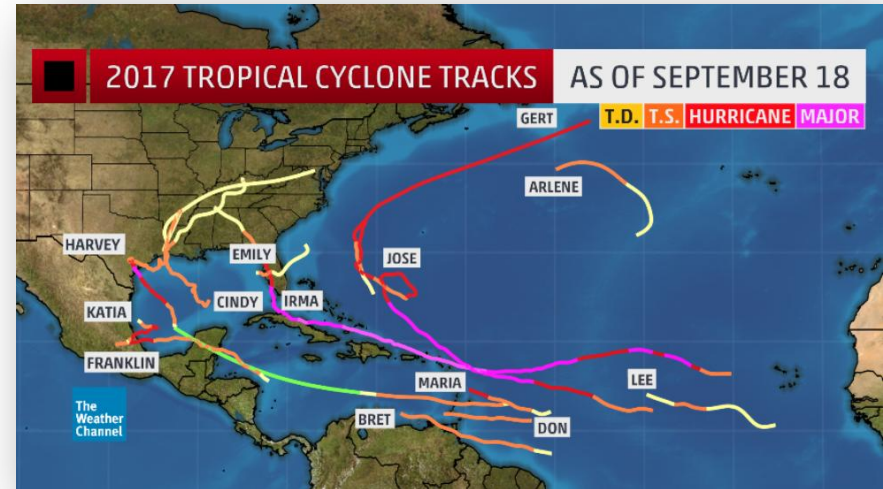 2017 TROPICAL CYCLONE TRACKS
AS OF SEPTEMBER 18
T.D. T.S. HURRICANE MAJOR
GERT
ARLENE
HARVEY
EMILY
JOSE
KATIA
CINDY
IRMA
FRANKLIN
MARIA
LEE
BRET
DON
The
Weather
Channel